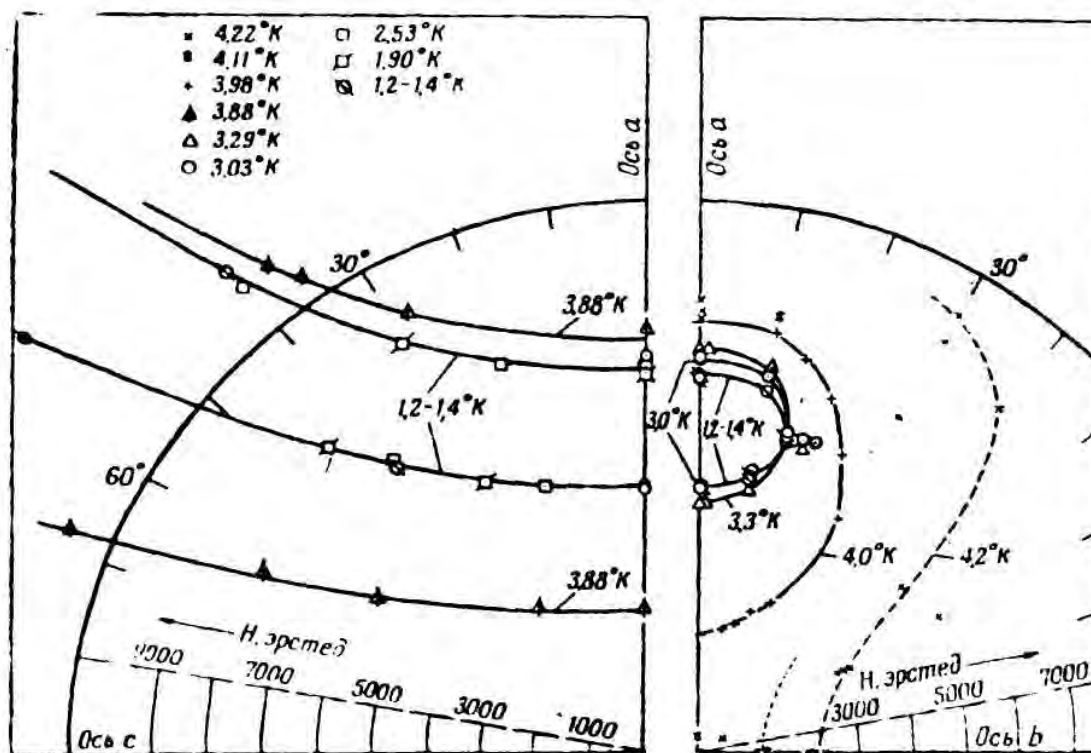 4,22°К 2,53°К
4,11°К 1,90°К
3,98°К 1,2-1,4°К
3,88°К
3,29°К
3,03°К
Ось а Ось а
30° 30°
3,88°К
1,2-1,4°К 3,0°К 1,2-1,4°К
60°
3,3°К
4,0°К 4,2°К
3,88°К
Н. эрстед
Н. эрстед
9000 7000 5000 3000 1000 3000 5000 7000
Ось с Ось b